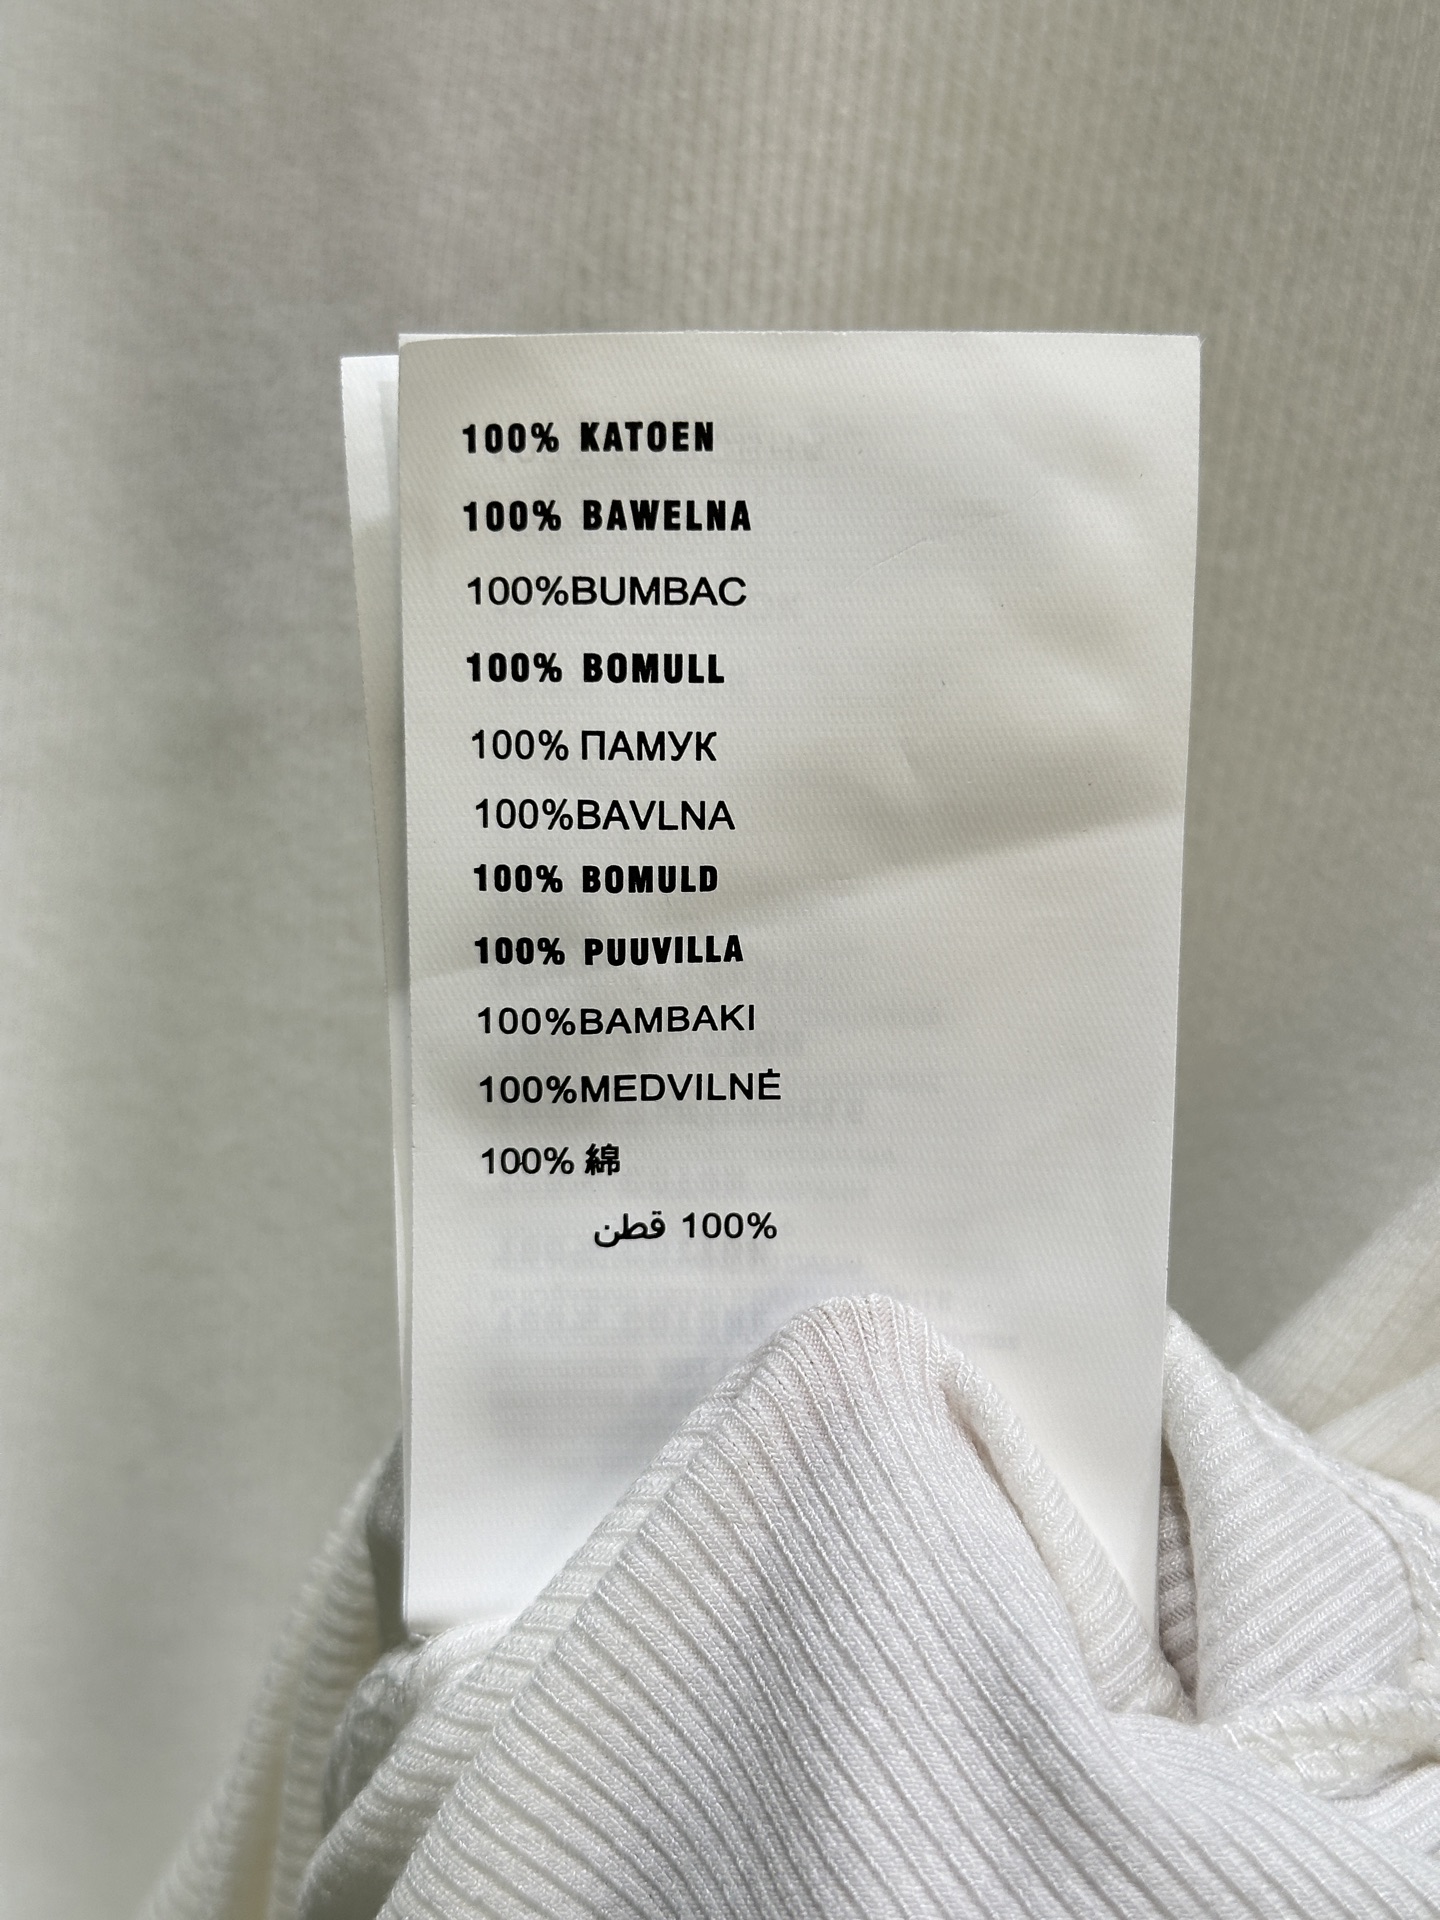 100% KATOEN
100% BAWELNA
100%BUMBAC
100% BOMULL
100% ПАМУК
100%BAVLNA
100% BOMULD
100% PUUVILLA
100%BAMBAKI
100%MEDVILNĖ
100% 綿
100% قطن